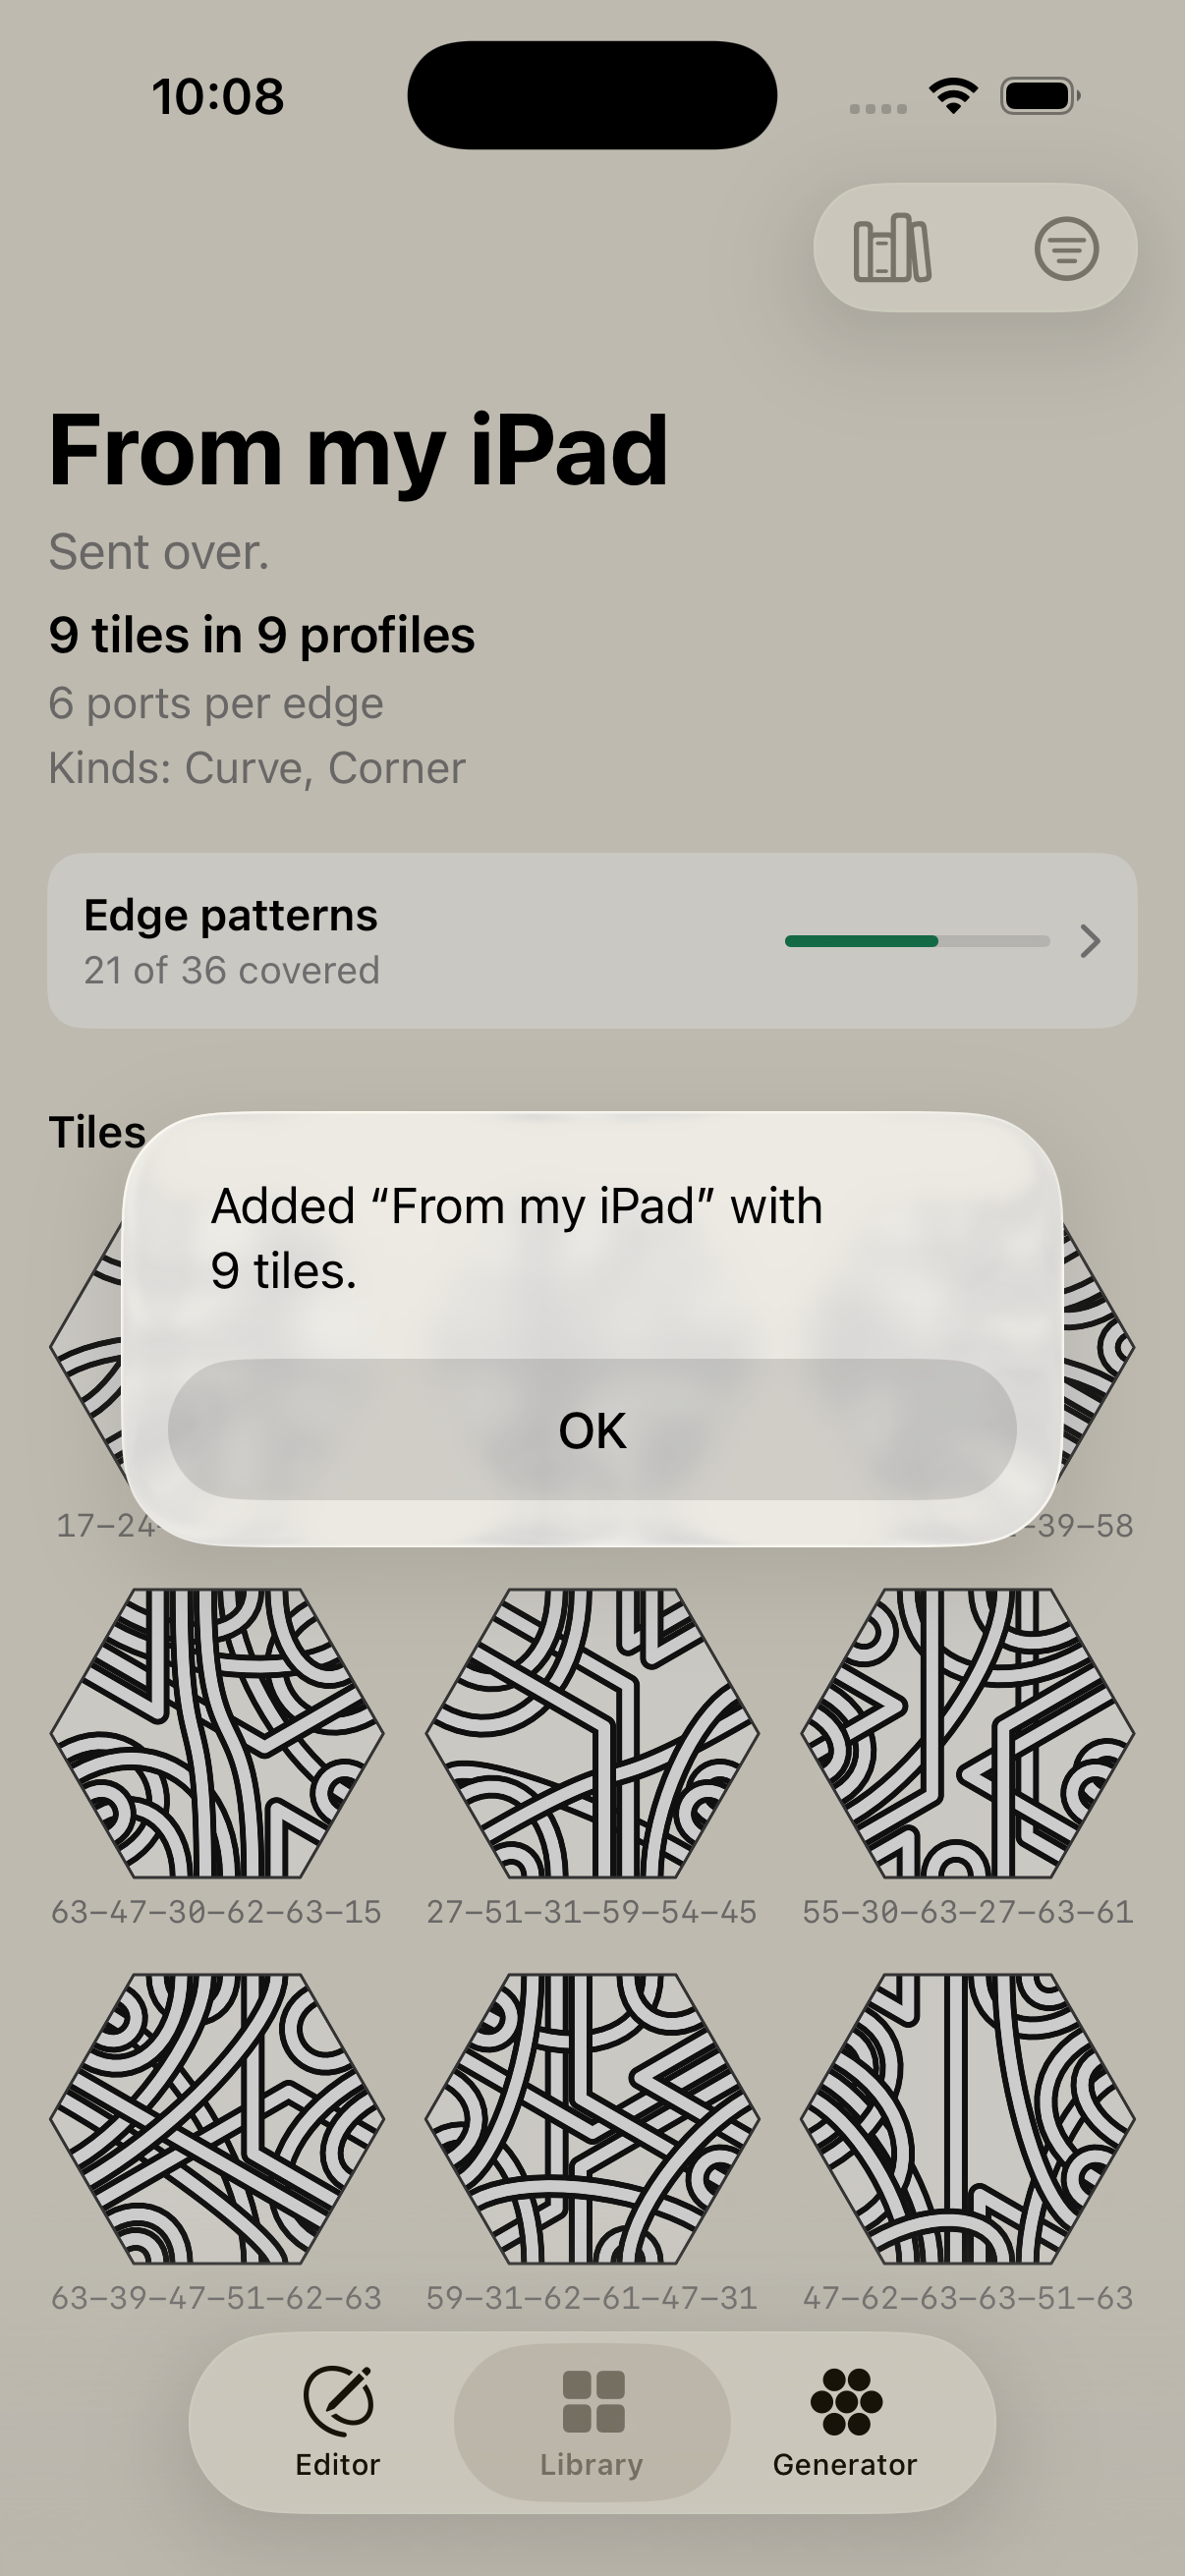 10:08
From my iPad
Sent over.
9 tiles in 9 profiles
6 ports per edge
Kinds: Curve, Corner
Edge patterns
21 of 36 covered
Tiles
Added “From my iPad” with
9 tiles.
OK
17–24
39–58
63–47–30–62–63–15
27–51–31–59–54–45
55–30–63–27–63–61
63–39–47–51–62–63
59–31–62–61–47–31
47–62–63–63–51–63
Editor
Library
Generator